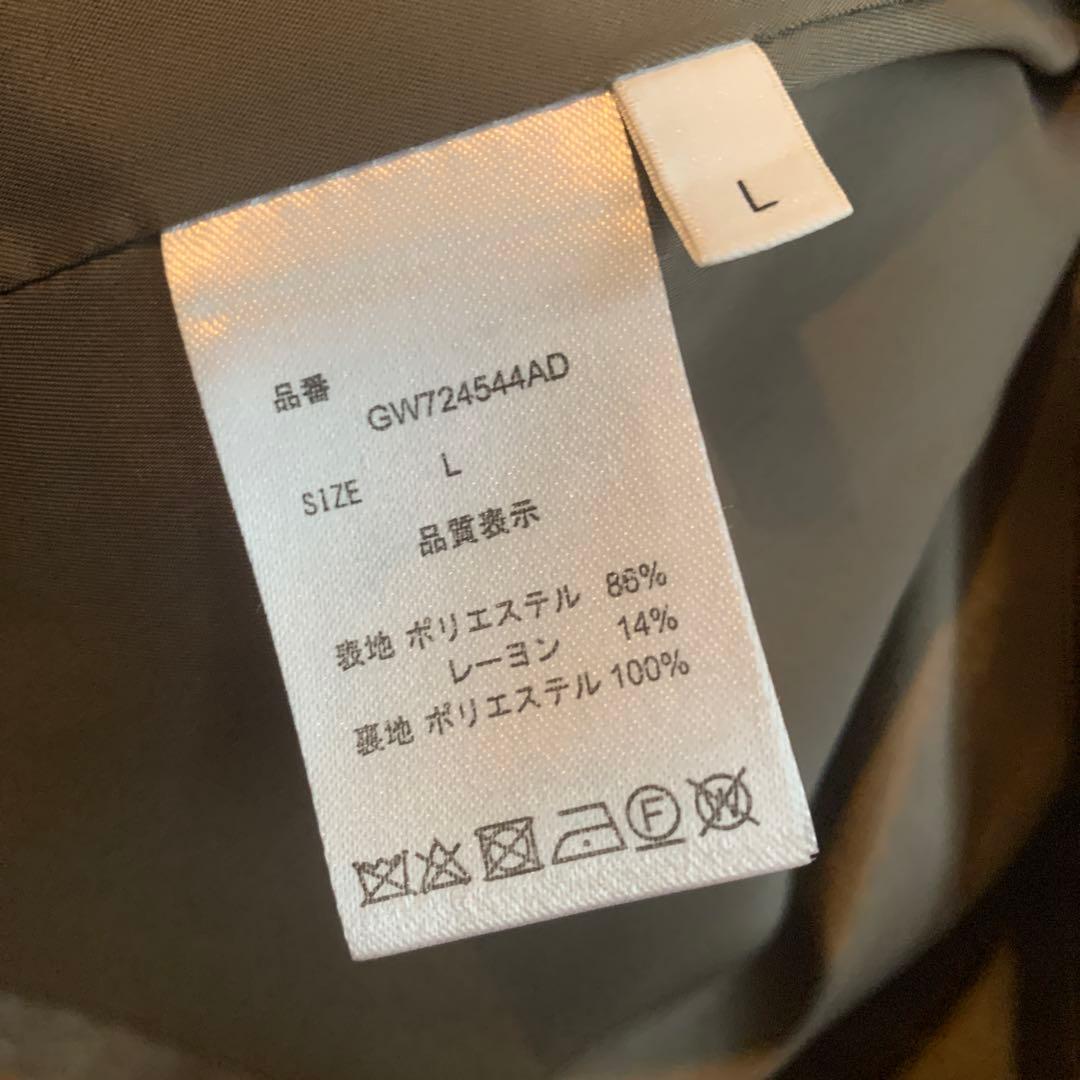 L
品番
GW724544AD
SIZE L
品質表示
表地 ポリエステル 86%
レーヨン 14%
裏地 ポリエステル 100%
F W